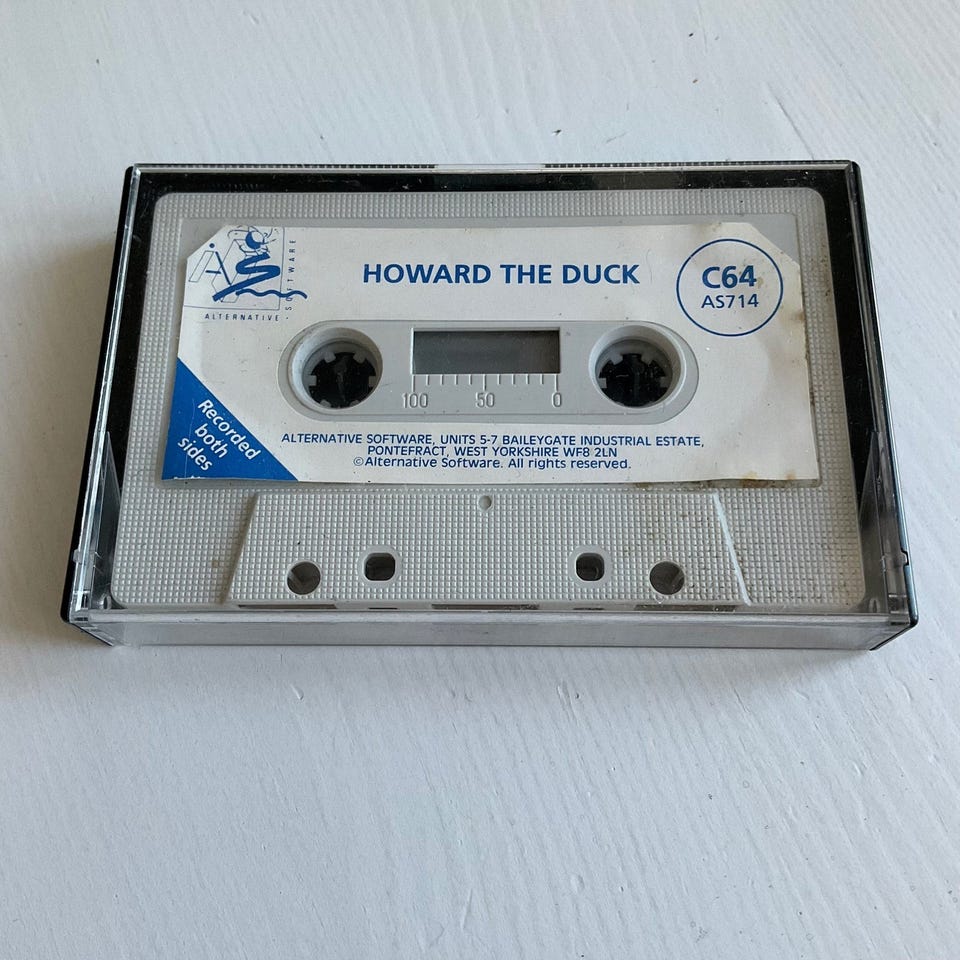 ALTERNATIVE
SOFTWARE
HOWARD THE DUCK
C64
AS714
100 50 0
Recorded
both
sides
ALTERNATIVE SOFTWARE, UNITS 5-7 BAILEYGATE INDUSTRIAL ESTATE,
PONTEFRACT, WEST YORKSHIRE WF8 2LN
©Alternative Software. All rights reserved.